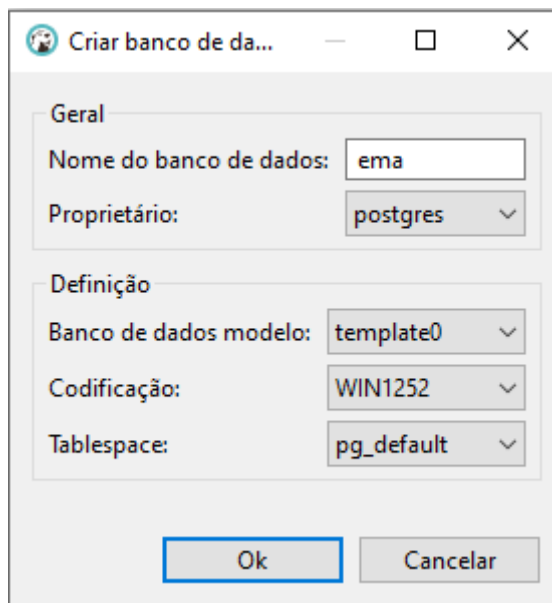 Criar banco de da...
Geral
Nome do banco de dados: ema
Proprietário: postgres
Definição
Banco de dados modelo: template0
Codificação: WIN1252
Tablespace: pg_default
Ok Cancelar